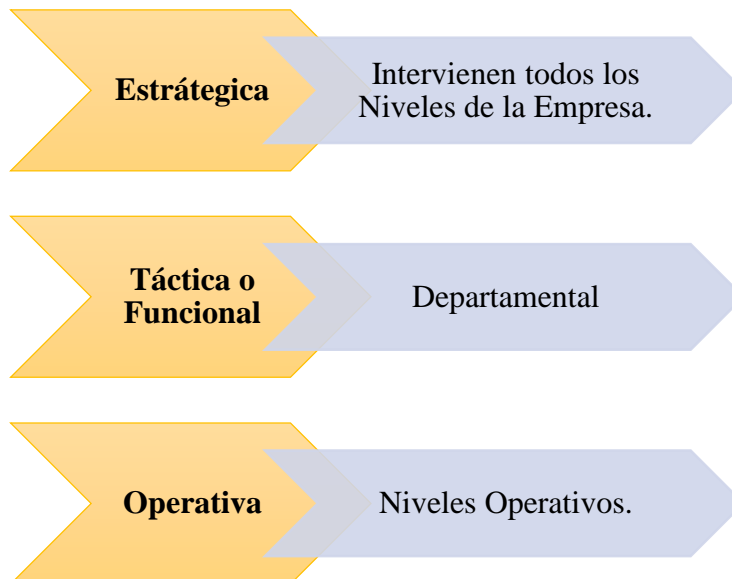 Estrátegica
Intervienen todos los
Niveles de la Empresa.
Táctica o
Funcional
Departamental
Operativa
Niveles Operativos.